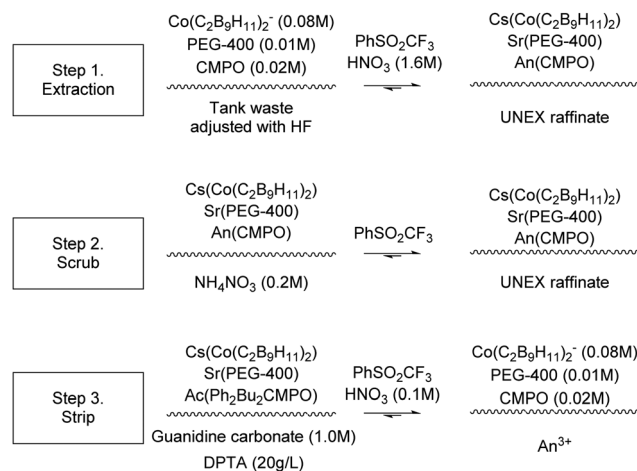 Step 1.
Extraction
Co(C₂B₉H₁₁)₂⁻ (0.08M)
PEG-400 (0.01M)
CMPO (0.02M)
Tank waste
adjusted with HF
PhSO₂CF₃
HNO₃ (1.6M)
Cs(Co(C₂B₉H₁₁)₂)
Sr(PEG-400)
An(CMPO)
UNEX raffinate
Step 2.
Scrub
Cs(Co(C₂B₉H₁₁)₂)
Sr(PEG-400)
An(CMPO)
NH₄NO₃ (0.2M)
PhSO₂CF₃
Cs(Co(C₂B₉H₁₁)₂)
Sr(PEG-400)
An(CMPO)
UNEX raffinate
Step 3.
Strip
Cs(Co(C₂B₉H₁₁)₂)
Sr(PEG-400)
Ac(Ph₂Bu₂CMPO)
Guanidine carbonate (1.0M)
DPTA (20g/L)
PhSO₂CF₃
HNO₃ (0.1M)
Co(C₂B₉H₁₁)₂⁻ (0.08M)
PEG-400 (0.01M)
CMPO (0.02M)
An³⁺